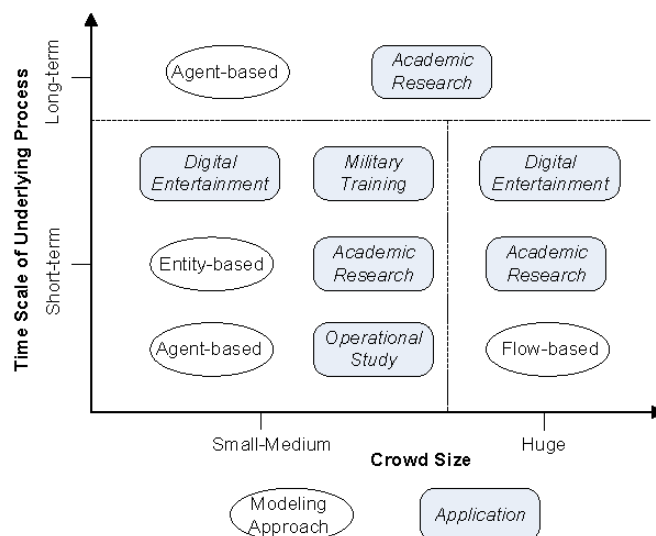 Time Scale of Underlying Process
Long-term
Short-term
Agent-based
Academic
Research
Digital
Entertainment
Military
Training
Digital
Entertainment
Entity-based
Academic
Research
Academic
Research
Agent-based
Operational
Study
Flow-based
Small-Medium
Huge
Crowd Size
Modeling
Approach
Application